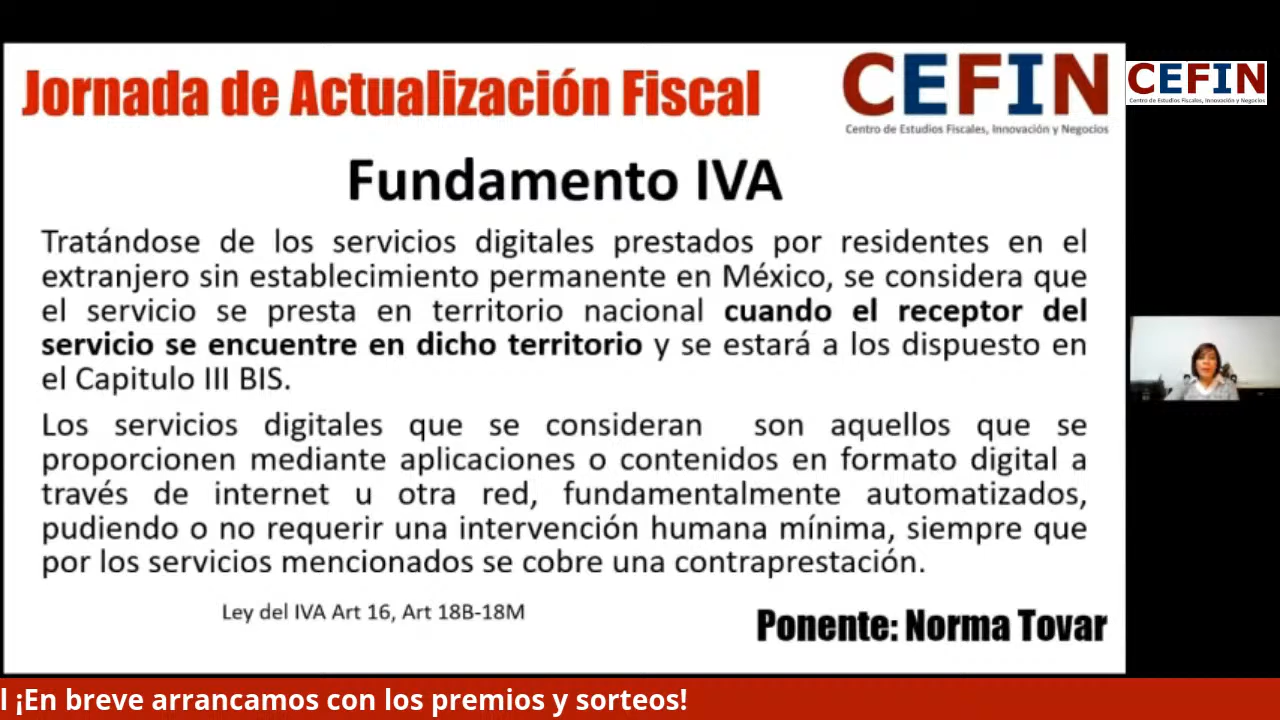 Jornada de Actualización Fiscal
CEFIN
Centro de Estudios Fiscales, Innovación y Negocios
CEFIN
Centro de Estudios Fiscales, Innovación y Negocios
Fundamento IVA
Tratándose de los servicios digitales prestados por residentes en el
extranjero sin establecimiento permanente en México, se considera que
el servicio se presta en territorio nacional cuando el receptor del
servicio se encuentre en dicho territorio y se estará a los dispuesto en
el Capitulo III BIS.
Los servicios digitales que se consideran son aquellos que se
proporcionen mediante aplicaciones o contenidos en formato digital a
través de internet u otra red, fundamentalmente automatizados,
pudiendo o no requerir una intervención humana mínima, siempre que
por los servicios mencionados se cobre una contraprestación.
Ley del IVA Art 16, Art 18B-18M
Ponente: Norma Tovar
l ¡En breve arrancamos con los premios y sorteos!